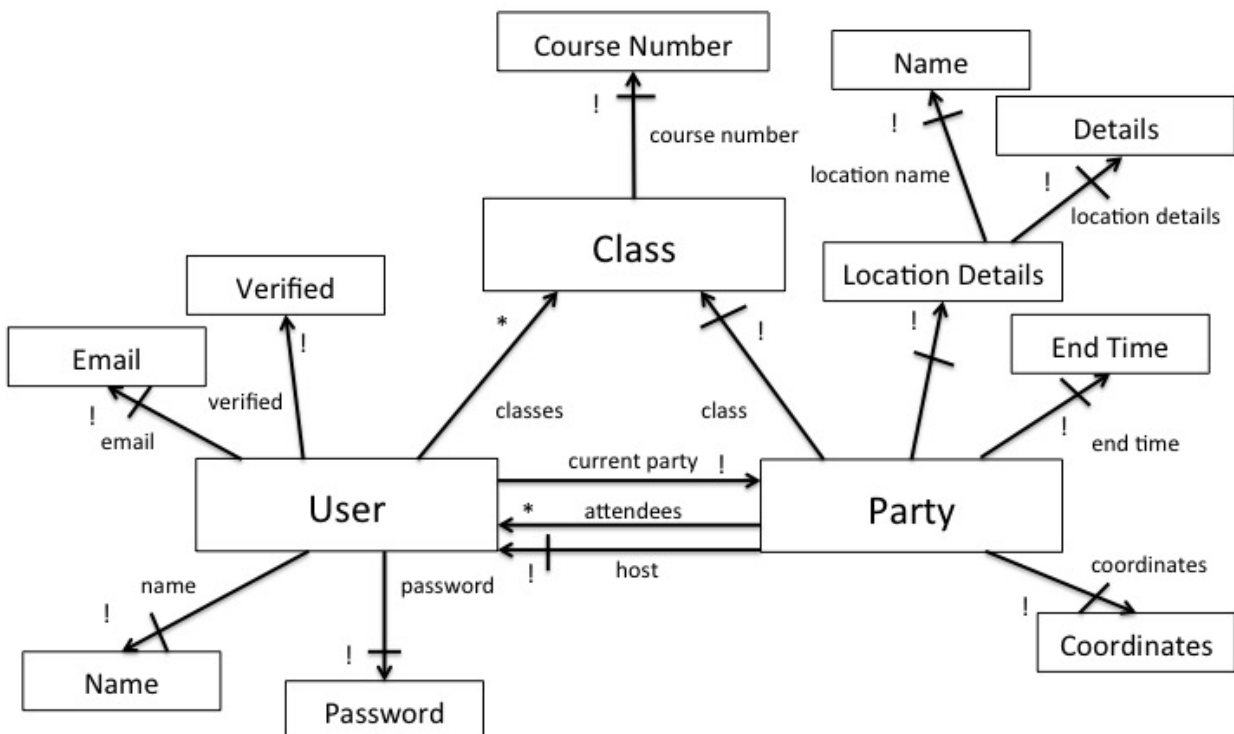 Course Number
Name
!
!
Details
course number
location name
!
location details
Class
Location Details
Verified
*
!
!
End Time
Email
!
verified
!
!
email
classes
class
end time
current party
!
User
*
attendees
Party
!
host
name
password
coordinates
!
!
Coordinates
!
Name
Password